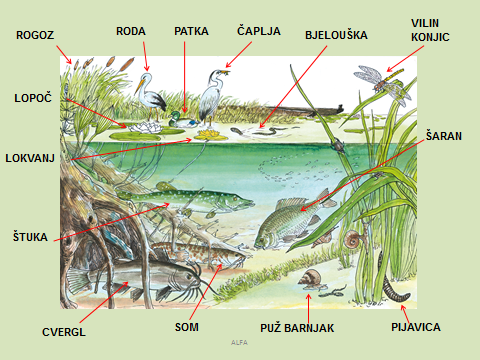 ROGOZ
RODA
PATKA
ČAPLJA
BJELOUŠKA
VILIN
KONJIC
LOPOČ
LOKVANJ
ŠARAN
ŠTUKA
CVERGL
SOM
PUŽ BARNJAK
PIJAVICA
ALFA